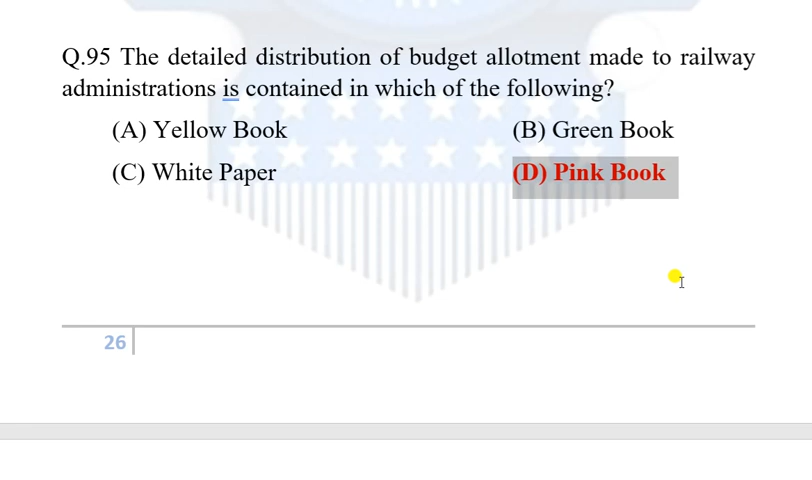 Q.95 The detailed distribution of budget allotment made to railway
administrations is contained in which of the following?
(A) Yellow Book (B) Green Book
(C) White Paper (D) Pink Book
26